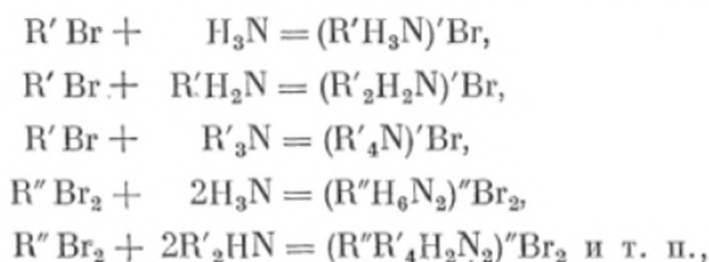 R′ Br + H₃N = (R′H₃N)′Br,
R′ Br + R′H₂N = (R′₂H₂N)′Br,
R′ Br + R′₃N = (R′₄N)′Br,
R″ Br₂ + 2H₃N = (R″H₆N₂)″Br₂,
R″ Br₂ + 2R′₂HN = (R″R′₄H₂N₂)″Br₂ и т. п.,